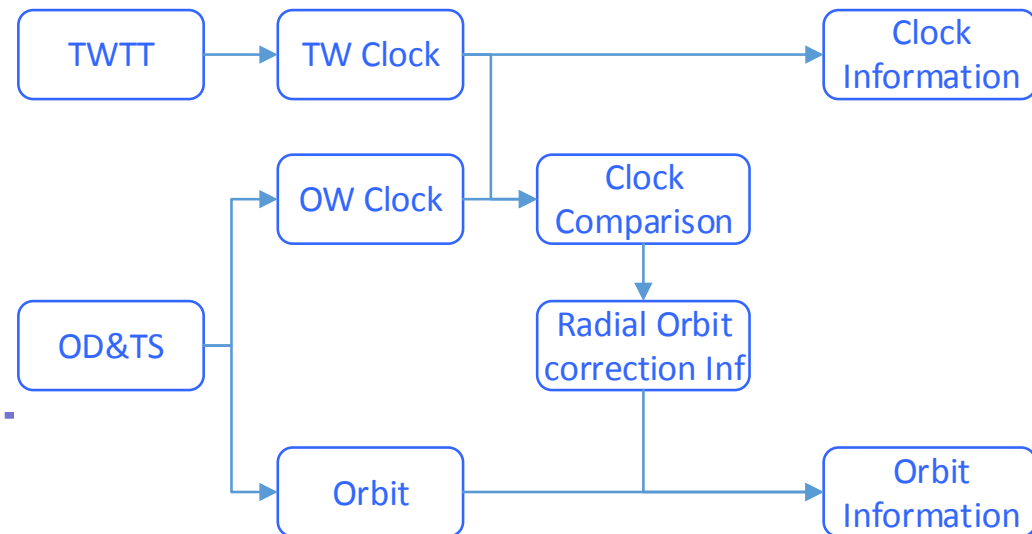 TWTT
TW Clock
Clock
Information
OW Clock
Clock
Comparison
OD&TS
Radial Orbit
correction Inf
Orbit
Orbit
Information